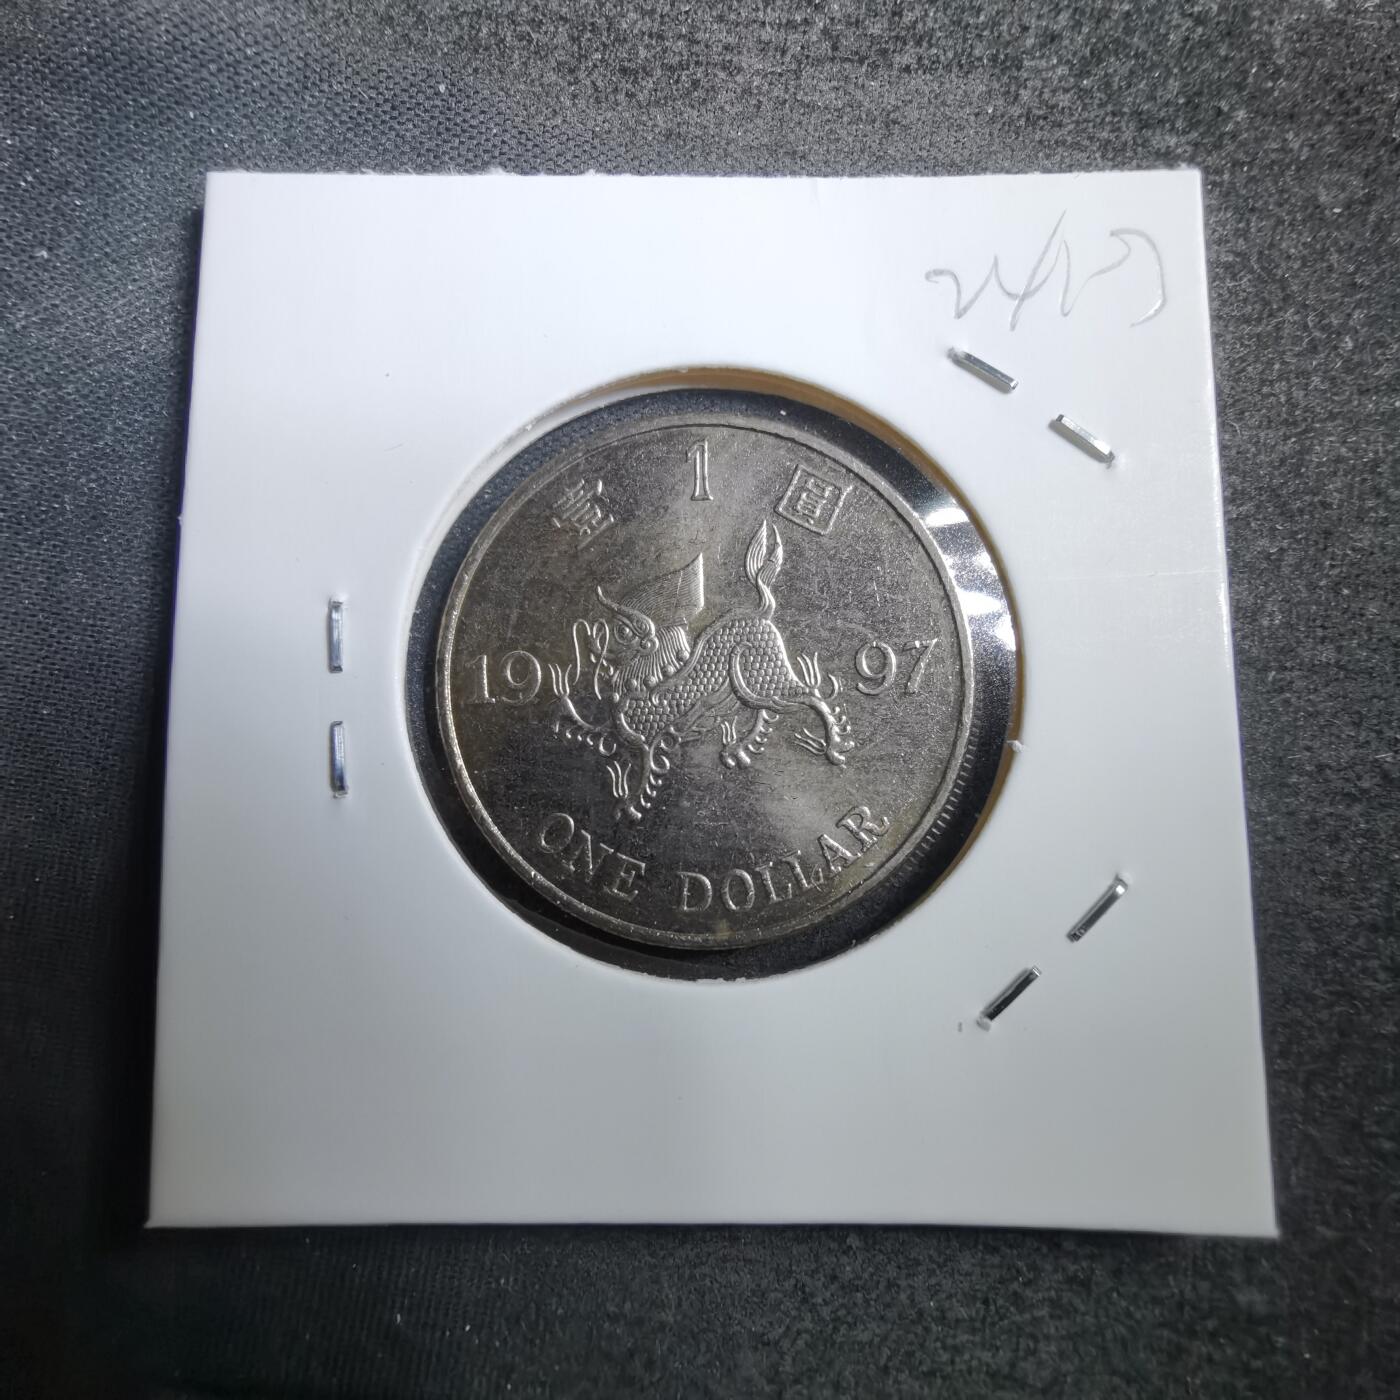 壹 1 圓
19 97
ONE DOLLAR